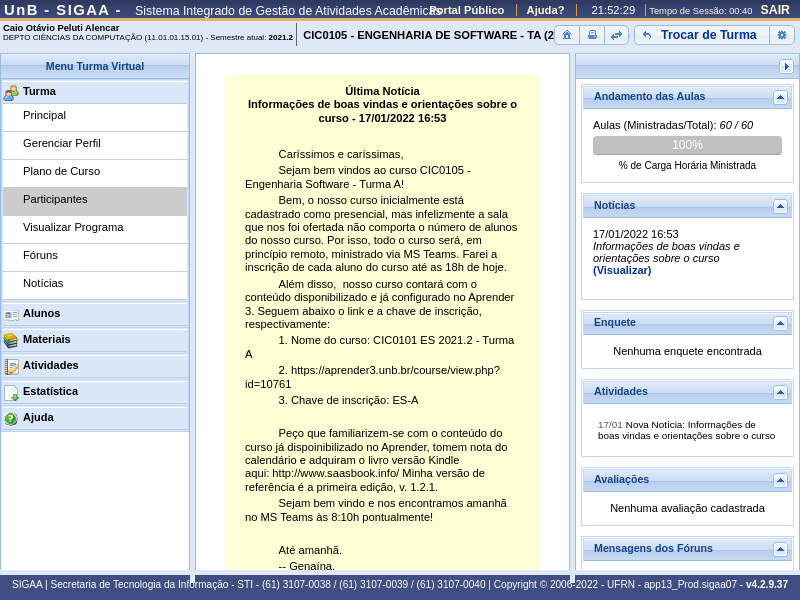 UnB - SIGAA - Sistema Integrado de Gestão de Atividades Acadêmicas Portal Público Ajuda? 21:52:29 Tempo de Sessão: 00:40 SAIR
Caio Otávio Peluti Alencar
DEPTO CIÊNCIAS DA COMPUTAÇÃO (11.01.01.15.01) - Semestre atual: 2021.2
CIC0105 - ENGENHARIA DE SOFTWARE - TA (2
Trocar de Turma
Menu Turma Virtual
Turma
Principal
Gerenciar Perfil
Plano de Curso
Participantes
Visualizar Programa
Fóruns
Notícias
Alunos
Materiais
Atividades
Estatística
Ajuda
Última Notícia
Informações de boas vindas e orientações sobre o
curso - 17/01/2022 16:53
Caríssimos e caríssimas,
Sejam bem vindos ao curso CIC0105 -
Engenharia Software - Turma A!
Bem, o nosso curso inicialmente está
cadastrado como presencial, mas infelizmente a sala
que nos foi ofertada não comporta o número de alunos
do nosso curso. Por isso, todo o curso será, em
princípio remoto, ministrado via MS Teams. Farei a
inscrição de cada aluno do curso até as 18h de hoje.
Além disso, nosso curso contará com o
conteúdo disponibilizado e já configurado no Aprender
3. Seguem abaixo o link e a chave de inscrição,
respectivamente:
1. Nome do curso: CIC0101 ES 2021.2 - Turma
A
2. https://aprender3.unb.br/course/view.php?
id=10761
3. Chave de inscrição: ES-A
Peço que familiarizem-se com o conteúdo do
curso já dispoinibilizado no Aprender, tomem nota do
calendário e adquiram o livro versão Kindle
aqui: http://www.saasbook.info/ Minha versão de
referência é a primeira edição, v. 1.2.1.
Sejam bem vindo e nos encontramos amanhã
no MS Teams às 8:10h pontualmente!
Até amanhã.
-- Genaína.
Andamento das Aulas
Aulas (Ministradas/Total): 60 / 60
100%
% de Carga Horária Ministrada
Notícias
17/01/2022 16:53
Informações de boas vindas e
orientações sobre o curso
(Visualizar)
Enquete
Nenhuma enquete encontrada
Atividades
17/01 Nova Notícia: Informações de
boas vindas e orientações sobre o curso
Avaliações
Nenhuma avaliação cadastrada
Mensagens dos Fóruns
SIGAA | Secretaria de Tecnologia da Informação - STI - (61) 3107-0038 / (61) 3107-0039 / (61) 3107-0040 | Copyright © 2006-2022 - UFRN - app13_Prod.sigaa07 - v4.2.9.37